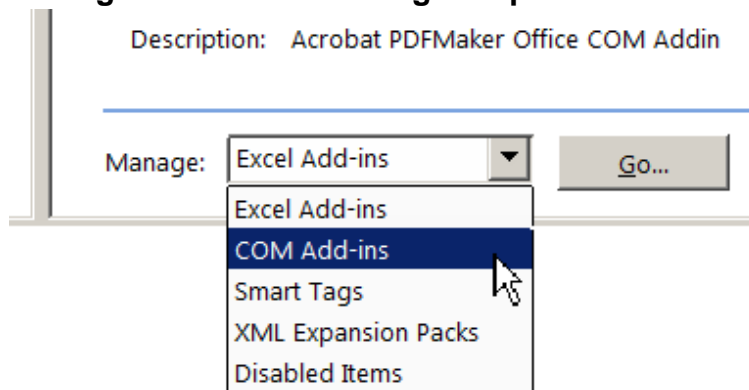 Description: Acrobat PDFMaker Office COM Addin
Manage: Excel Add-ins Go...
Excel Add-ins
COM Add-ins
Smart Tags
XML Expansion Packs
Disabled Items